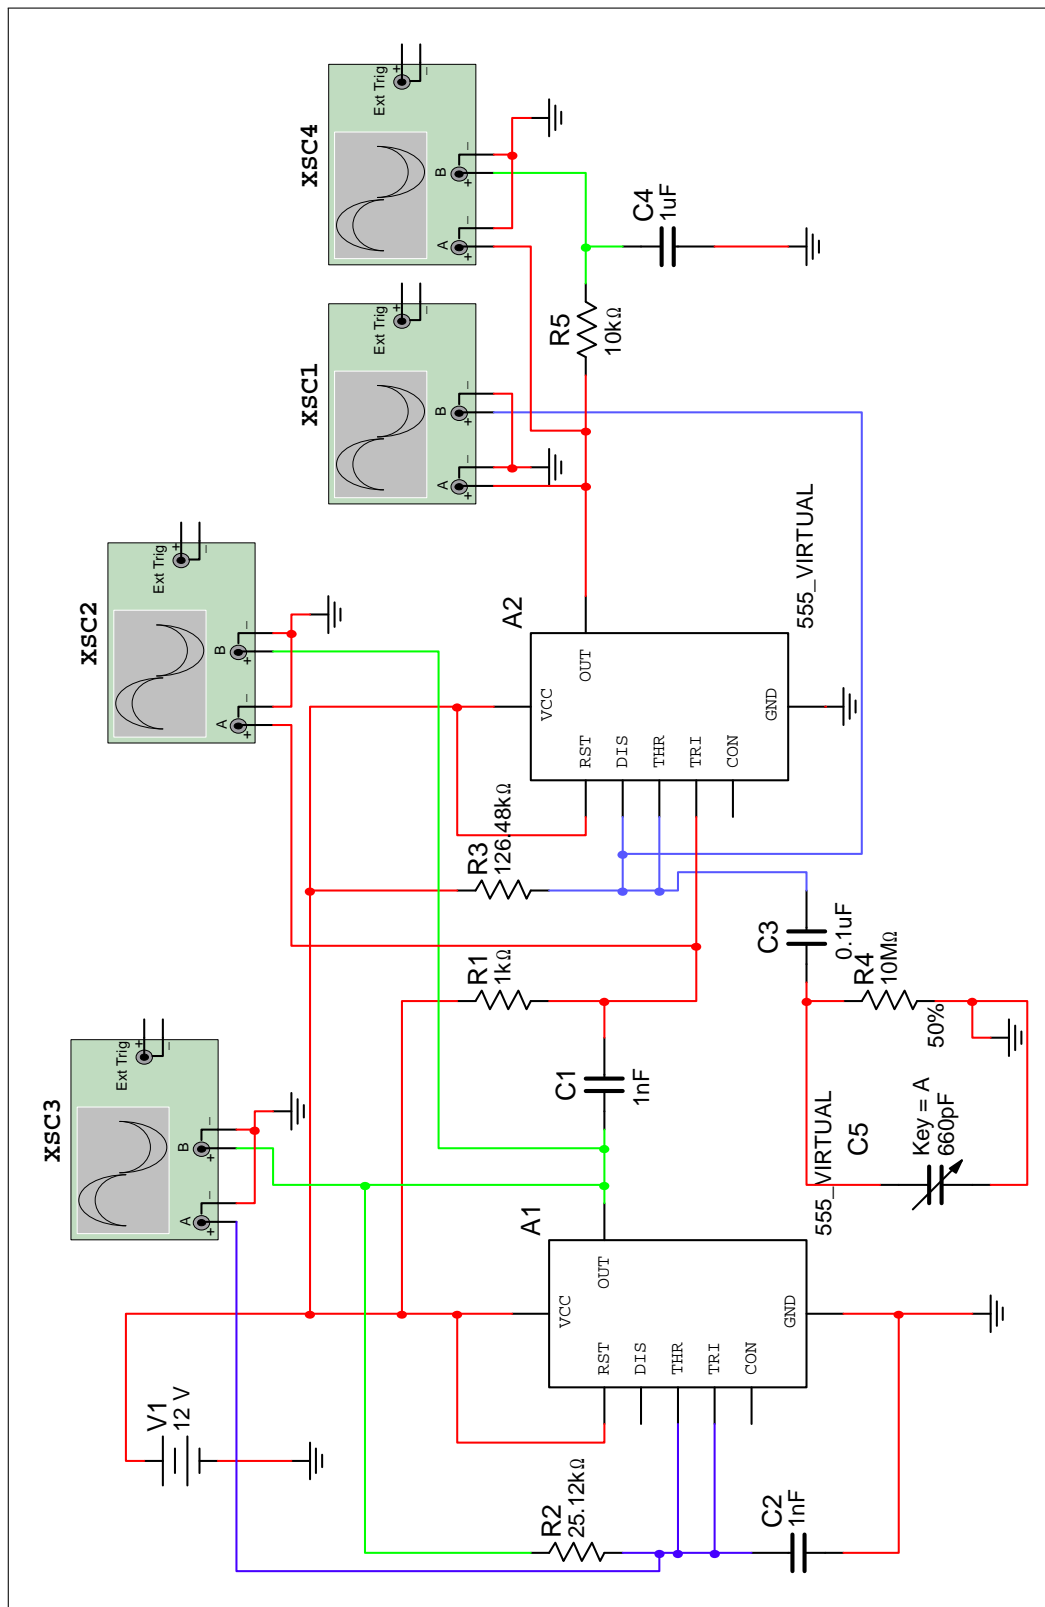 XSC3
Ext Trig
+
−
A
B
+
−
+
−
XSC2
Ext Trig
+
−
A
B
+
−
+
−
XSC1
Ext Trig
+
−
A
B
+
−
+
−
XSC4
Ext Trig
+
−
A
B
+
−
+
−
V1
12 V
R2
25.12kΩ
C2
1nF
A1
VCC
RST
OUT
DIS
THR
TRI
CON
GND
555_VIRTUAL
C1
1nF
R1
1kΩ
C5
Key = A
660pF
50%
R4
10MΩ
C3
0.1uF
R3
126.48kΩ
A2
VCC
RST
OUT
DIS
THR
TRI
CON
GND
555_VIRTUAL
R5
10kΩ
C4
1uF